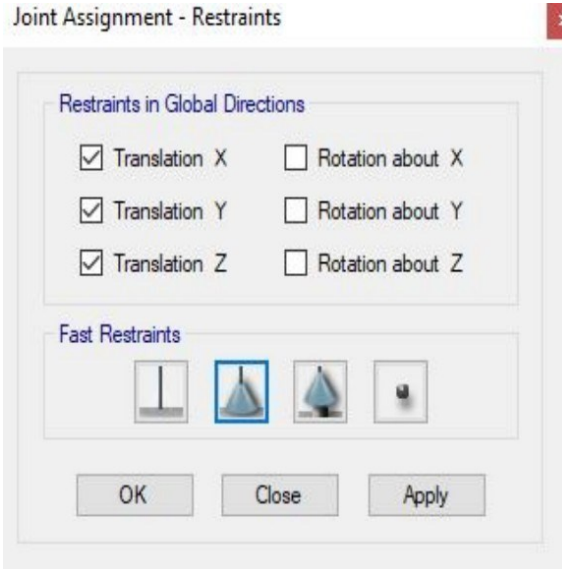 Joint Assignment - Restraints
Restraints in Global Directions
Translation X
Rotation about X
Translation Y
Rotation about Y
Translation Z
Rotation about Z
Fast Restraints
OK
Close
Apply